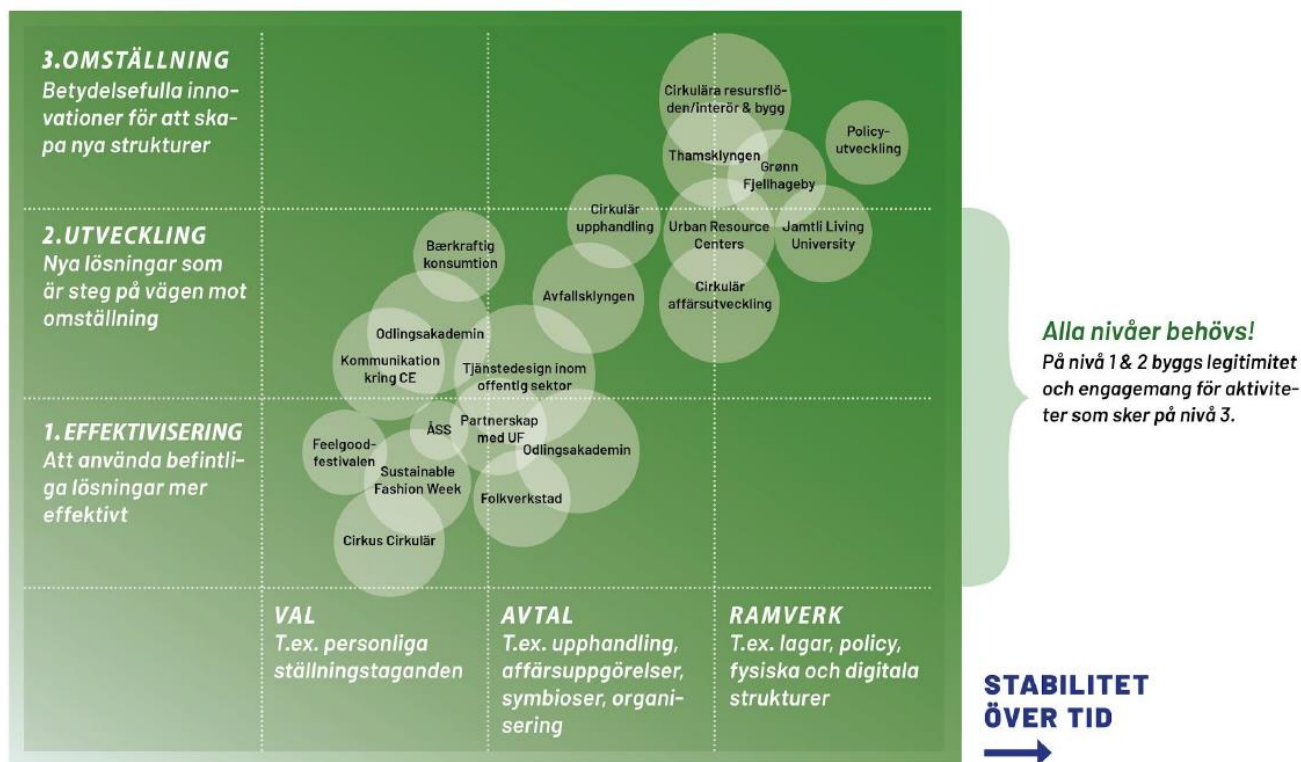 3.OMSTÄLLNING
Betydelsefulla inno-
vationer för att ska-
pa nya strukturer
2.UTVECKLING
Nya lösningar som
är steg på vägen mot
omställning
1.EFFEKTIVISERING
Att använda befintli-
ga lösningar mer
effektivt
Cirkulära resursflö-
den/interör & bygg
Policy-
utveckling
Thamsklyngen
Grønn
Fjellhageby
Cirkulär
upphandling
Urban Resource
Centers
Jamtli Living
University
Bærkraftig
konsumtion
Avfallsklyngen
Cirkulär
affärsutveckling
Odlingsakademin
Kommunikation
kring CE
Tjänstedesign inom
offentlg sektor
ÅSS
Partnerskap
med UF
Feelgood-
festivalen
Odlingsakademin
Sustainable
Fashion Week
Folkverkstad
Cirkus Cirkulär
VAL
T.ex. personliga
ställningstaganden
AVTAL
T.ex. upphandling,
affärsuppgörelser,
symbioser, organi-
sering
RAMVERK
T.ex. lagar, policy,
fysiska och digitala
strukturer
Alla nivåer behövs!
På nivå 1 & 2 byggs legitimitet
och engagemang för aktivite-
ter som sker på nivå 3.
STABILITET
ÖVER TID